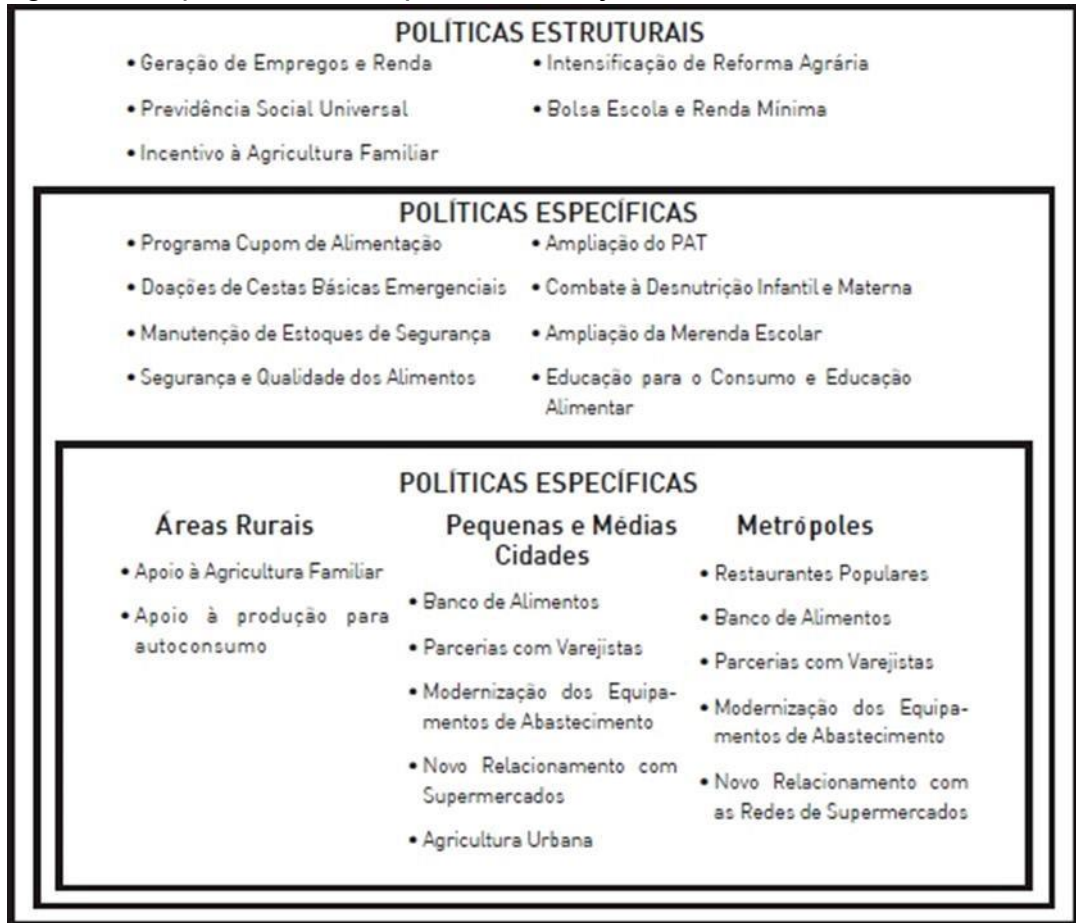 POLÍTICAS ESTRUTURAIS
• Geração de Empregos e Renda
• Previdência Social Universal
• Incentivo à Agricultura Familiar
• Intensificação de Reforma Agrária
• Bolsa Escola e Renda Mínima
POLÍTICAS ESPECÍFICAS
• Programa Cupom de Alimentação
• Doações de Cestas Básicas Emergenciais
• Manutenção de Estoques de Segurança
• Segurança e Qualidade dos Alimentos
• Ampliação do PAT
• Combate à Desnutrição Infantil e Materna
• Ampliação da Merenda Escolar
• Educação para o Consumo e Educação
Alimentar
POLÍTICAS ESPECÍFICAS
Áreas Rurais
• Apoio à Agricultura Familiar
• Apoio à produção para
autoconsumo
Pequenas e Médias
Cidades
• Banco de Alimentos
• Parcerias com Varejistas
• Modernização dos Equipa-
mentos de Abastecimento
• Novo Relacionamento com
Supermercados
• Agricultura Urbana
Metrópoles
• Restaurantes Populares
• Banco de Alimentos
• Parcerias com Varejistas
• Modernização dos Equipa-
mentos de Abastecimento
• Novo Relacionamento com
as Redes de Supermercados